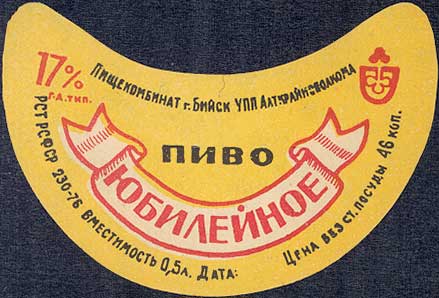 17%
Г.А. ТИП.
ПИЩЕКОМБИНАТ г. БИЙСК УПП АЛТКРАЙИСПОЛКОМА
ПИВО
ЮБИЛЕЙНОЕ
РСТ РСФСР 230-76 ВМЕСТИМОСТЬ 0,5л. ДАТА:
ЦЕНА БЕЗ СТ. ПОСУДЫ 46 КОП.